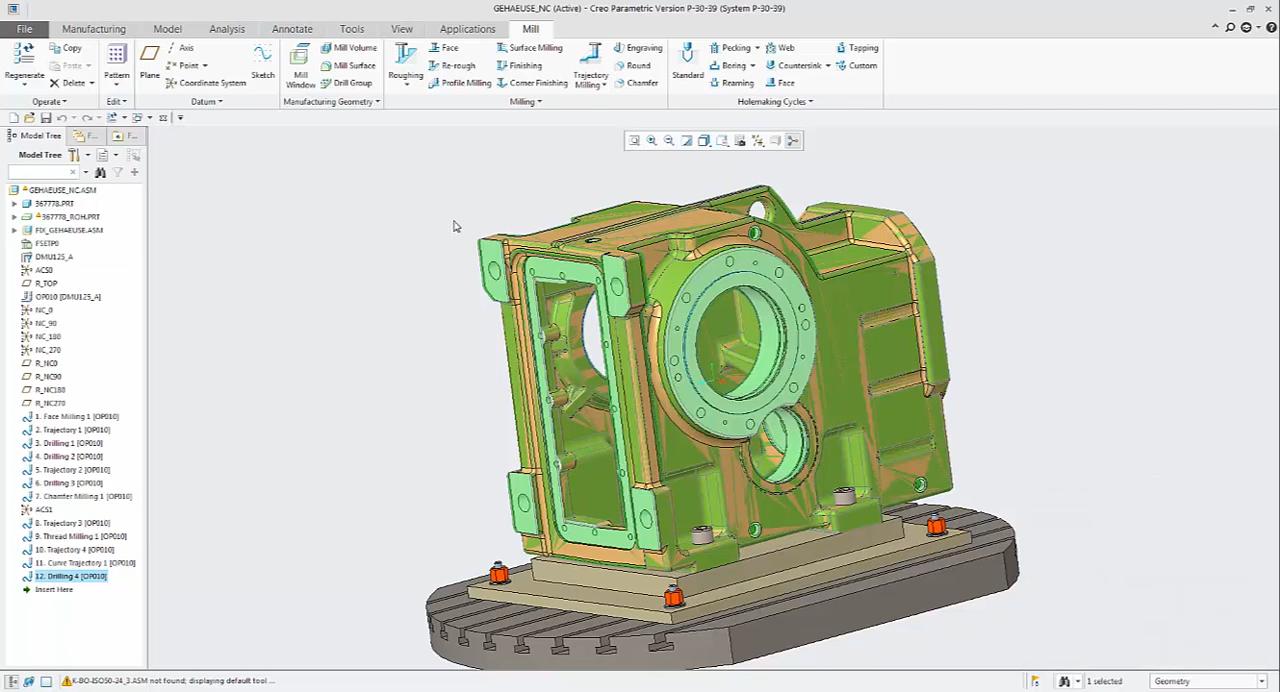 GEHAEUSE_NC (Active) - Creo Parametric Version P-30-39 (System P-30-39)
File Manufacturing Model Analysis Annotate Tools View Applications Mill
Copy Axis Mill Volume Face Surface Milling Engraving Pecking Web Tapping
Regenerate Paste Pattern Plane Point Sketch Mill Window Mill Surface Roughing Re-rough Finishing Trajectory Milling Round Standard Boring Countersink Custom
Delete Coordinate System Drill Group Profile Milling Corner Finishing Chamfer Reaming Face
Operate Edit Datum Manufacturing Geometry Milling Holemaking Cycles
Model Tree F... F...
Model Tree
GEHAEUSE_NC.ASM
367778.PRT
367778_ROH.PRT
FIX_GEHAEUSE.ASM
FSETP0
DMU125_A
ACS0
R_TOP
OP010 [DMU125_A]
NC_0
NC_90
NC_180
NC_270
R_NC0
R_NC90
R_NC180
R_NC270
1. Face Milling 1 [OP010]
2. Trajectory 1 [OP010]
3. Drilling 1 [OP010]
4. Drilling 2 [OP010]
5. Trajectory 2 [OP010]
6. Drilling 3 [OP010]
7. Chamfer Milling 1 [OP010]
ACS1
8. Trajectory 3 [OP010]
9. Thread Milling 1 [OP010]
10. Trajectory 4 [OP010]
11. Curve Trajectory 1 [OP010]
12. Drilling 4 [OP010]
Insert Here
K-BO-ISO50-24_3.ASM not found; displaying default tool ...
1 selected
Geometry